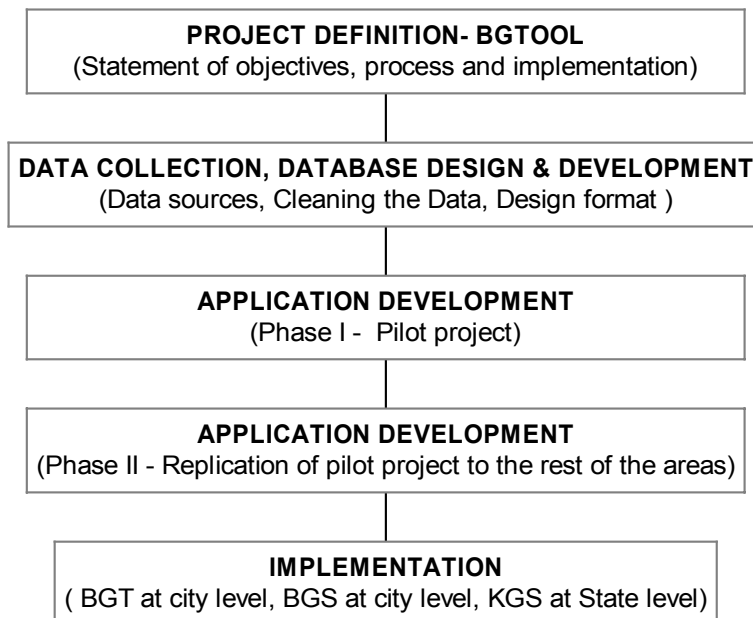 PROJECT DEFINITION- BGTOOL
(Statement of objectives, process and implementation)
DATA COLLECTION, DATABASE DESIGN & DEVELOPMENT
(Data sources, Cleaning the Data, Design format )
APPLICATION DEVELOPMENT
(Phase I -  Pilot project)
APPLICATION DEVELOPMENT
(Phase II - Replication of pilot project to the rest of the areas)
IMPLEMENTATION
( BGT at city level, BGS at city level, KGS at State level)